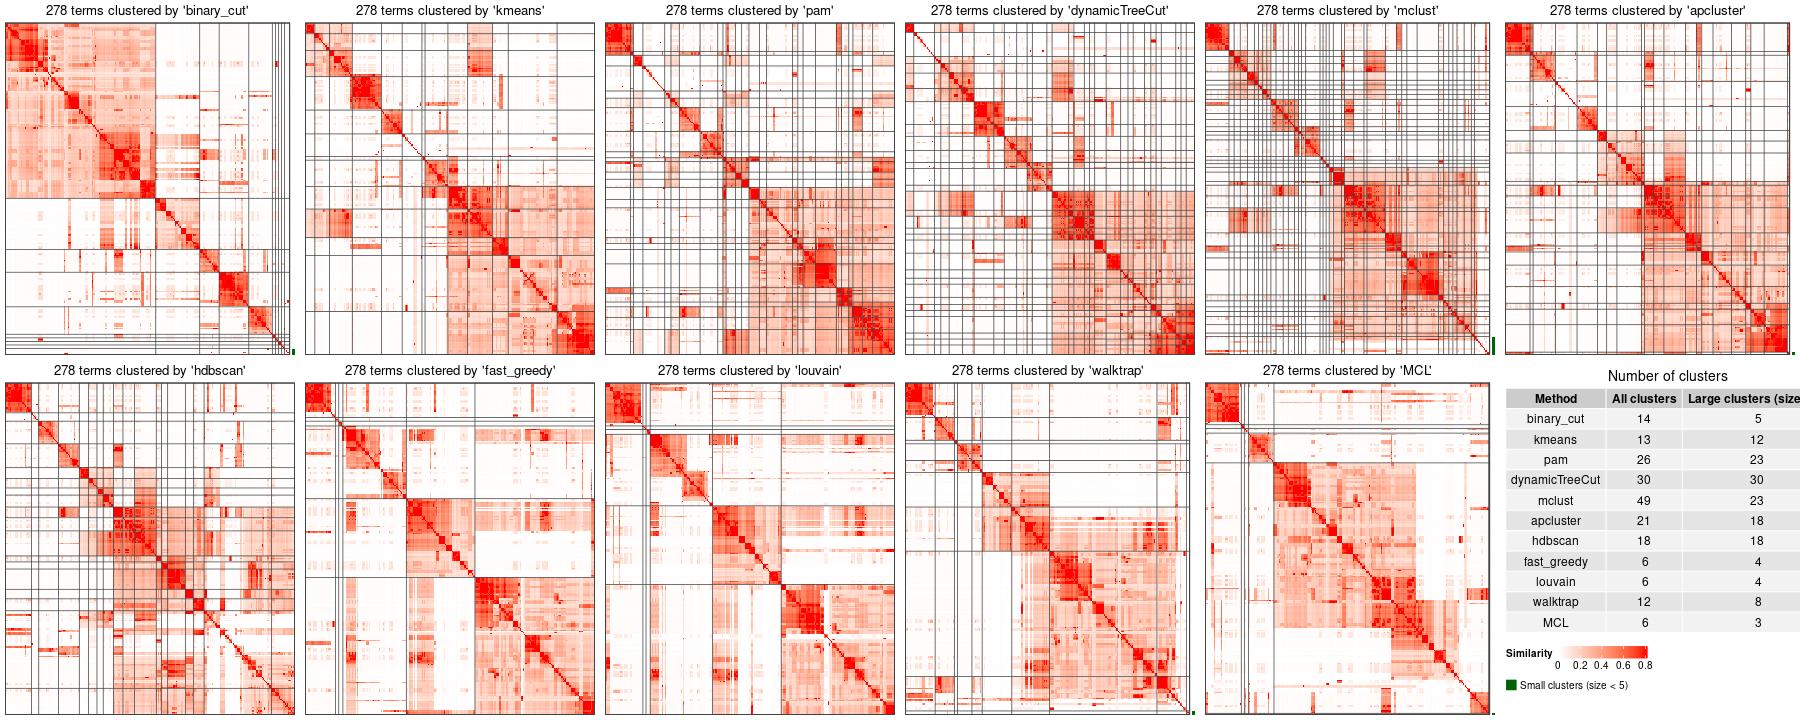 278 terms clustered by 'binary_cut'
278 terms clustered by 'kmeans'
278 terms clustered by 'pam'
278 terms clustered by 'dynamicTreeCut'
278 terms clustered by 'mclust'
278 terms clustered by 'apcluster'
278 terms clustered by 'hdbscan'
278 terms clustered by 'fast_greedy'
278 terms clustered by 'louvain'
278 terms clustered by 'walktrap'
278 terms clustered by 'MCL'
Number of clusters
Method All clusters Large clusters (size
binary_cut 14 5
kmeans 13 12
pam 26 23
dynamicTreeCut 30 30
mclust 49 23
apcluster 21 18
hdbscan 18 18
fast_greedy 6 4
louvain 6 4
walktrap 12 8
MCL 6 3
Similarity
0 0.2 0.4 0.6 0.8
Small clusters (size < 5)